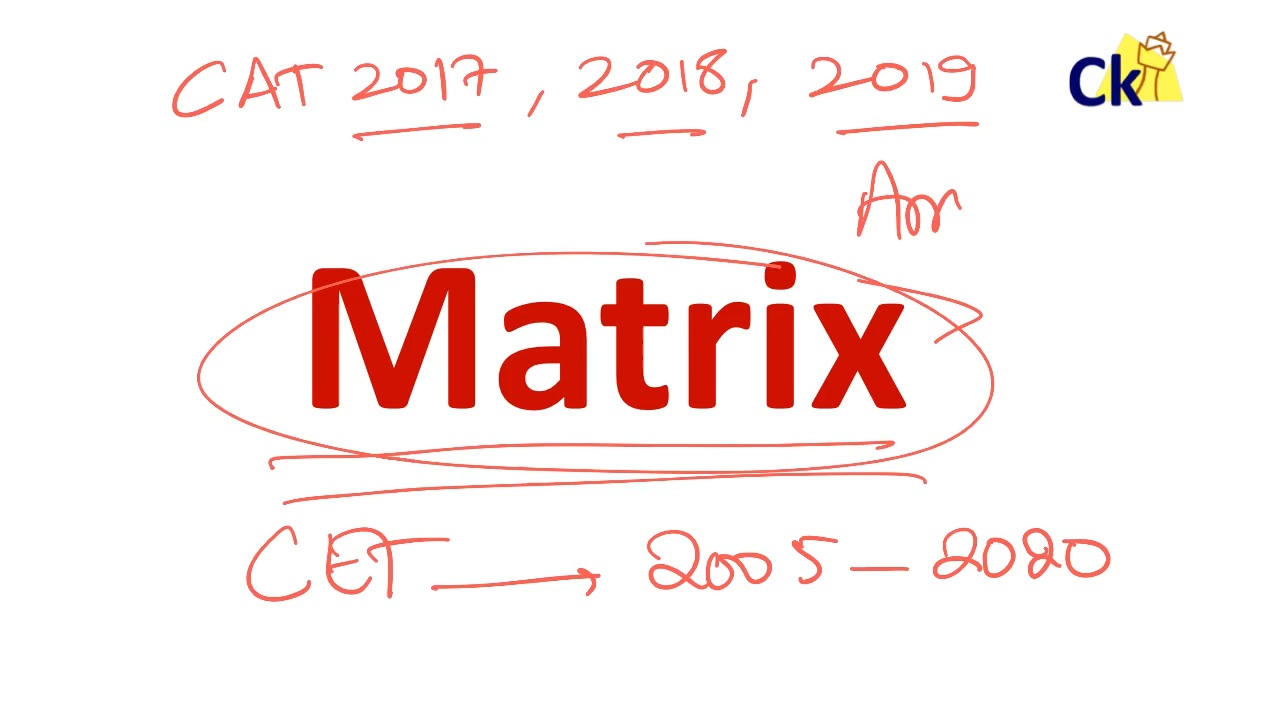 CAT 2017, 2018, 2019
Ck
Arr
Matrix
CET → 2005 – 2020